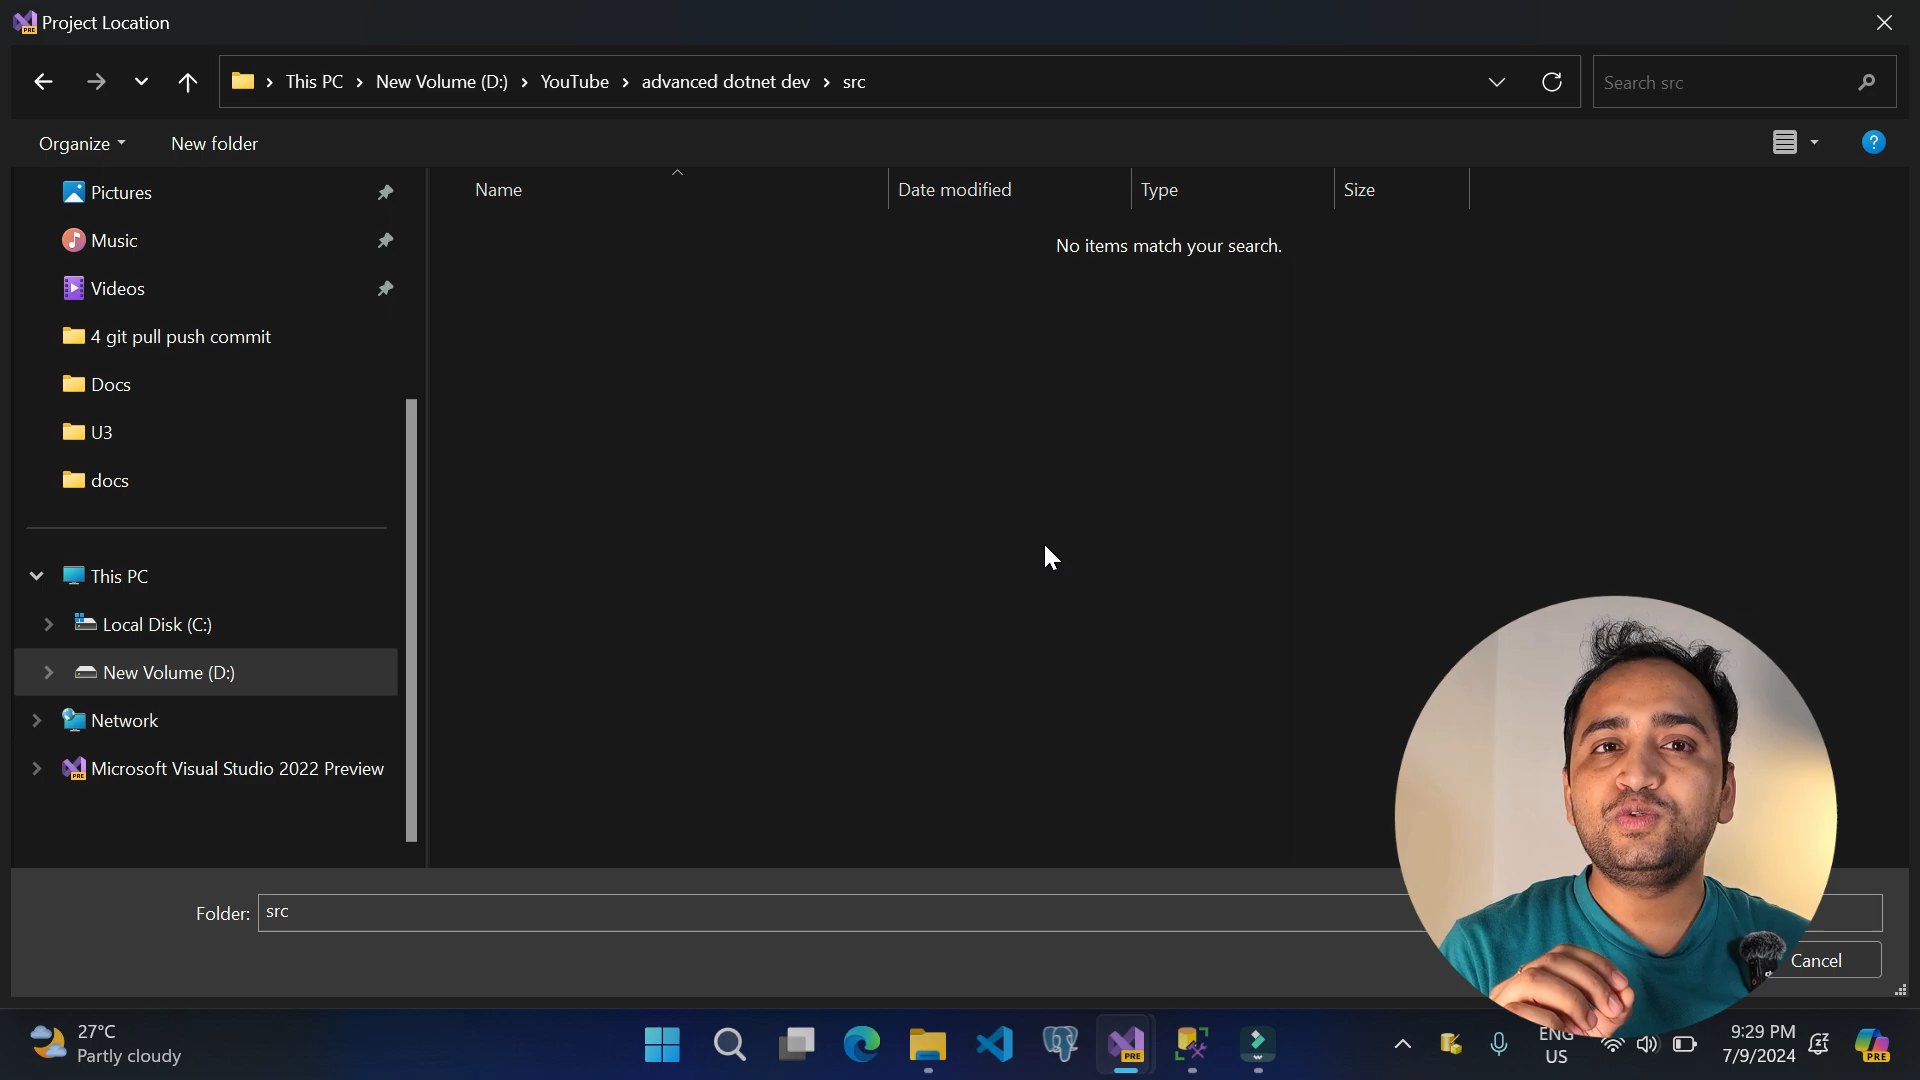 Project Location
This PC > New Volume (D:) > YouTube > advanced dotnet dev > src
Search src
Organize
New folder
Name
Date modified
Type
Size
No items match your search.
Pictures
Music
Videos
4 git pull push commit
Docs
U3
docs
This PC
Local Disk (C:)
New Volume (D:)
Network
Microsoft Visual Studio 2022 Preview
Folder:
src
Cancel
27°C
Partly cloudy
PRE
ENG
US
9:29 PM
7/9/2024
PRE